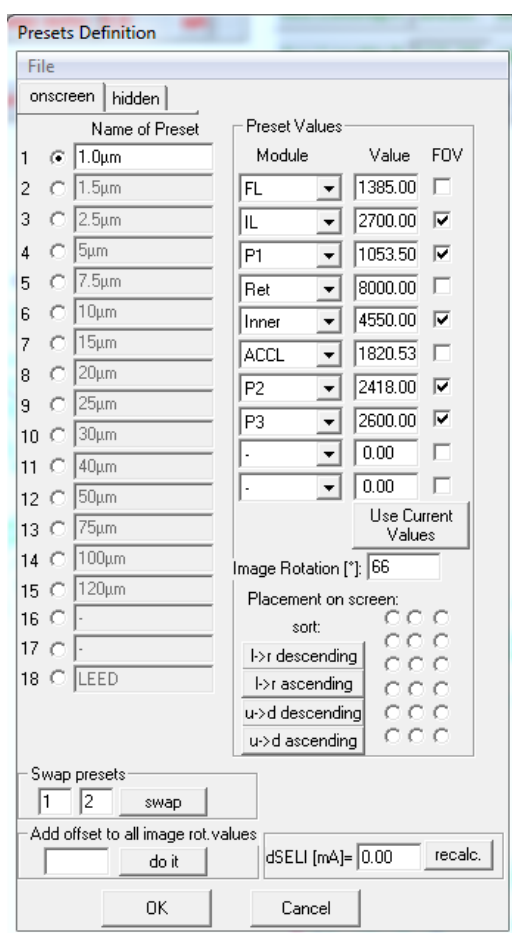 Presets Definition
File
onscreen hidden
Name of Preset
1 1.0µm
2 1.5µm
3 2.5µm
4 5µm
5 7.5µm
6 10µm
7 15µm
8 20µm
9 25µm
10 30µm
11 40µm
12 50µm
13 75µm
14 100µm
15 120µm
16 -
17 -
18 LEED
Preset Values
Module Value FOV
FL 1385.00
IL 2700.00
P1 1053.50
Ret 8000.00
Inner 4550.00
ACCL 1820.53
P2 2418.00
P3 2600.00
- 0.00
- 0.00
Use Current
Values
Image Rotation [°]: 66
Placement on screen:
sort:
l->r descending
l->r ascending
u->d descending
u->d ascending
Swap presets
1 2 swap
Add offset to all image rot.values
do it
dSELI [mA]= 0.00 recalc.
OK Cancel